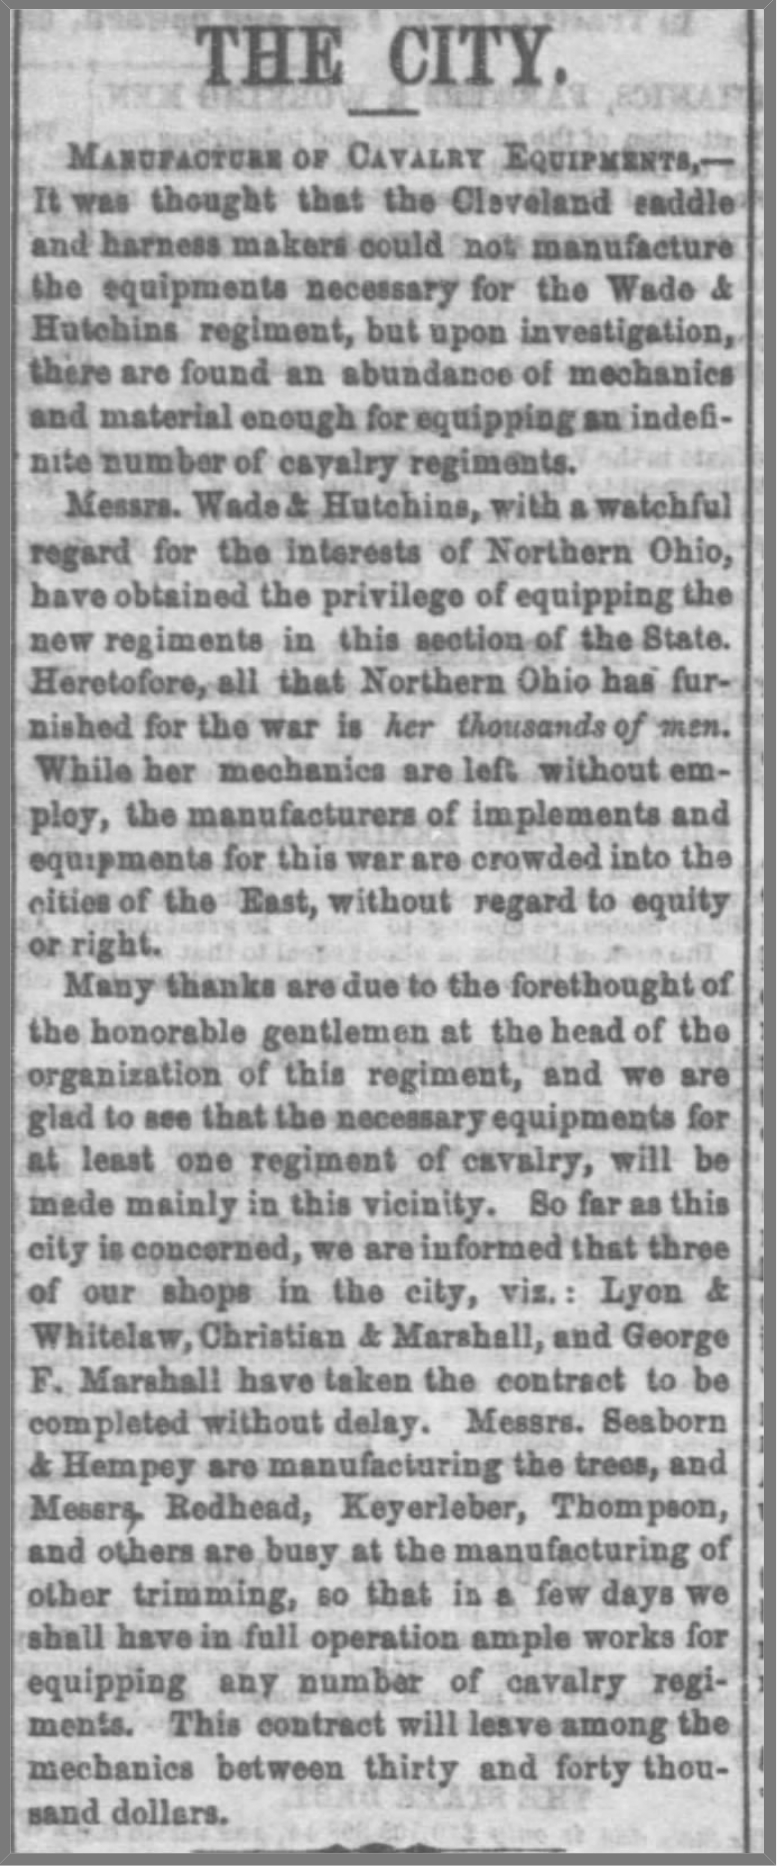 THE CITY.
MANUFACTURE OF CAVALRY EQUIPMENTS,—
It was thought that the Cleveland saddle
and harness makers could not manufacture
the equipments necessary for the Wade &
Hutchins regiment, but upon investigation,
there are found an abundance of mechanics
and material enough for equipping an indefi-
nite number of cavalry regiments.
Messrs. Wade & Hutchins, with a watchful
regard for the interests of Northern Ohio,
have obtained the privilege of equipping the
new regiments in this section of the State.
Heretofore, all that Northern Ohio has fur-
nished for the war is her thousands of men.
While her mechanics are left without em-
ploy, the manufacturers of implements and
equipments for this war are crowded into the
cities of the East, without regard to equity
or right.
Many thanks are due to the forethought of
the honorable gentlemen at the head of the
organization of this regiment, and we are
glad to see that the necessary equipments for
at least one regiment of cavalry, will be
made mainly in this vicinity. So far as this
city is concerned, we are informed that three
of our shops in the city, viz.: Lyon &
Whitelaw, Christian & Marshall, and George
F. Marshall have taken the contract to be
completed without delay. Messrs. Seaborn
& Hempey are manufacturing the trees, and
Messrs. Redhead, Keyerleber, Thompson,
and others are busy at the manufacturing of
other trimming, so that in a few days we
shall have in full operation ample works for
equipping any number of cavalry regi-
ments. This contract will leave among the
mechanics between thirty and forty thou-
sand dollars.